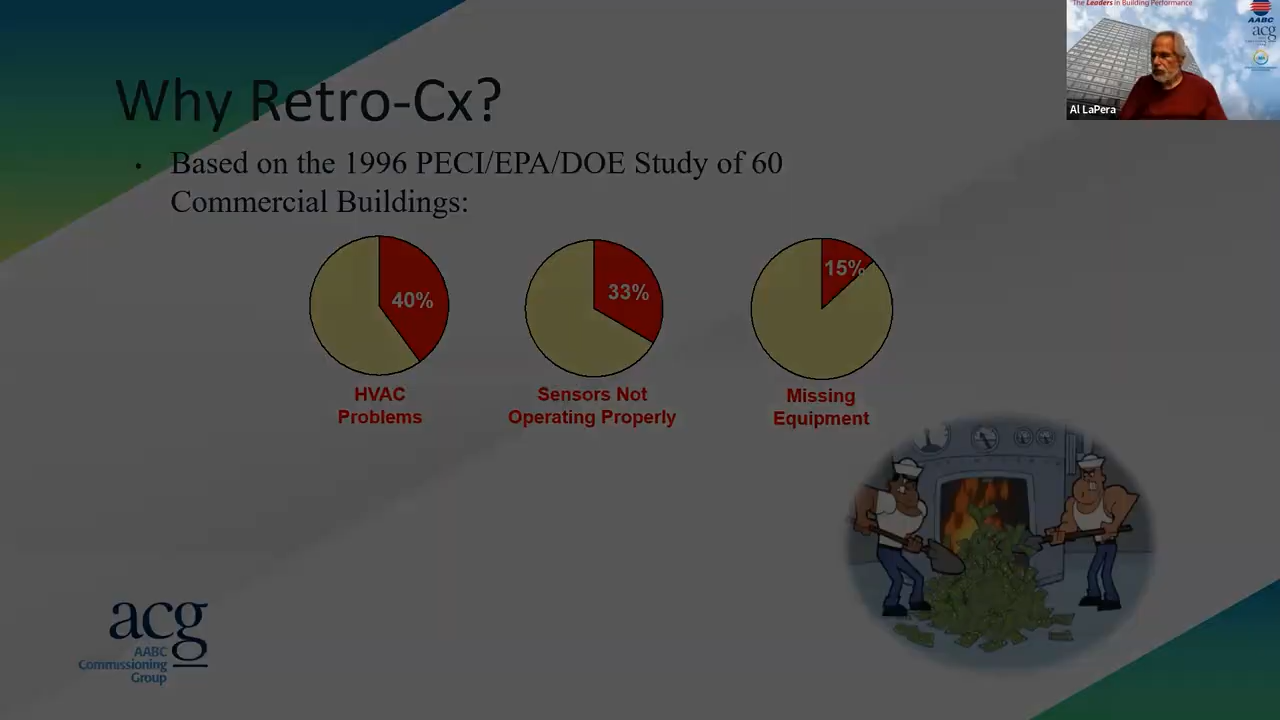 The Leaders in Building Performance
AABC
acg
Al LaPera
Why Retro-Cx?
• Based on the 1996 PECI/EPA/DOE Study of 60
Commercial Buildings:
40%
33%
15%
HVAC
Problems
Sensors Not
Operating Properly
Missing
Equipment
acg
AABC
Commissioning
Group